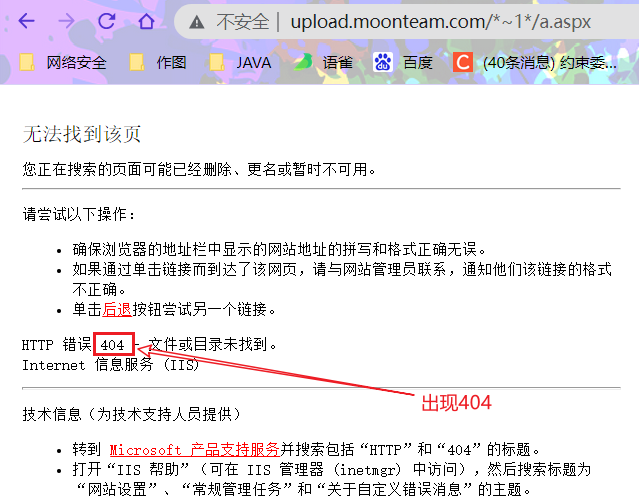 不安全 | upload.moonteam.com/*~1*/a.aspx
网络安全 作图 JAVA 语雀 百度 (40条消息) 约束委...
无法找到该页
您正在搜索的页面可能已经删除、更名或暂时不可用。
请尝试以下操作:
• 确保浏览器的地址栏中显示的网站地址的拼写和格式正确无误。
• 如果通过单击链接而到达了该网页，请与网站管理员联系，通知他们该链接的格式
不正确。
• 单击后退按钮尝试另一个链接。
HTTP 错误 404 - 文件或目录未找到。
Internet 信息服务 (IIS)
出现404
技术信息（为技术支持人员提供）
• 转到 Microsoft 产品支持服务并搜索包括“HTTP”和“404”的标题。
• 打开“IIS 帮助”（可在 IIS 管理器 (inetmgr) 中访问），然后搜索标题为
“网站设置”、“常规管理任务”和“关于自定义错误消息”的主题。